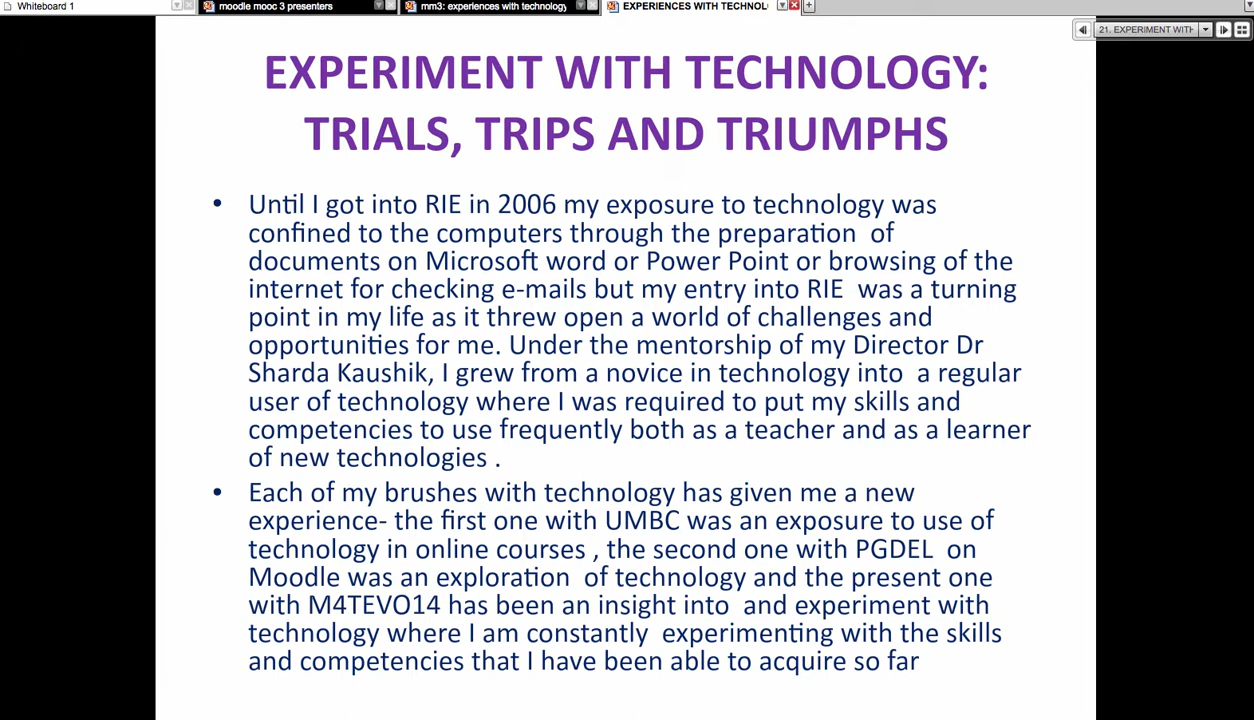 Whiteboard 1
moodle mooc 3 presenters
mm3: experiences with technology
EXPERIENCES WITH TECHNOL
21. EXPERIMENT WITH
EXPERIMENT WITH TECHNOLOGY:
TRIALS, TRIPS AND TRIUMPHS
• Until I got into RIE in 2006 my exposure to technology was
confined to the computers through the preparation of
documents on Microsoft word or Power Point or browsing of the
internet for checking e-mails but my entry into RIE was a turning
point in my life as it threw open a world of challenges and
opportunities for me. Under the mentorship of my Director Dr
Sharda Kaushik, I grew from a novice in technology into a regular
user of technology where I was required to put my skills and
competencies to use frequently both as a teacher and as a learner
of new technologies .
• Each of my brushes with technology has given me a new
experience- the first one with UMBC was an exposure to use of
technology in online courses , the second one with PGDEL on
Moodle was an exploration of technology and the present one
with M4TEVO14 has been an insight into and experiment with
technology where I am constantly experimenting with the skills
and competencies that I have been able to acquire so far